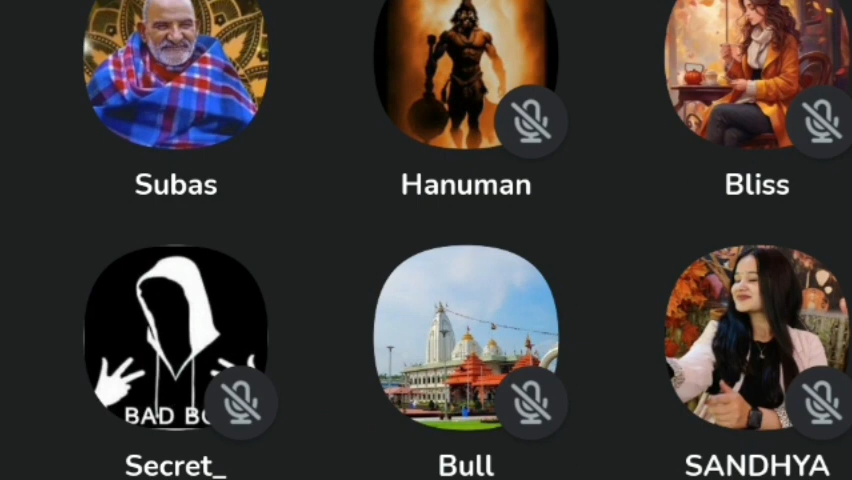 Subas
Hanuman
Bliss
BAD BO
Secret_
Bull
SANDHYA